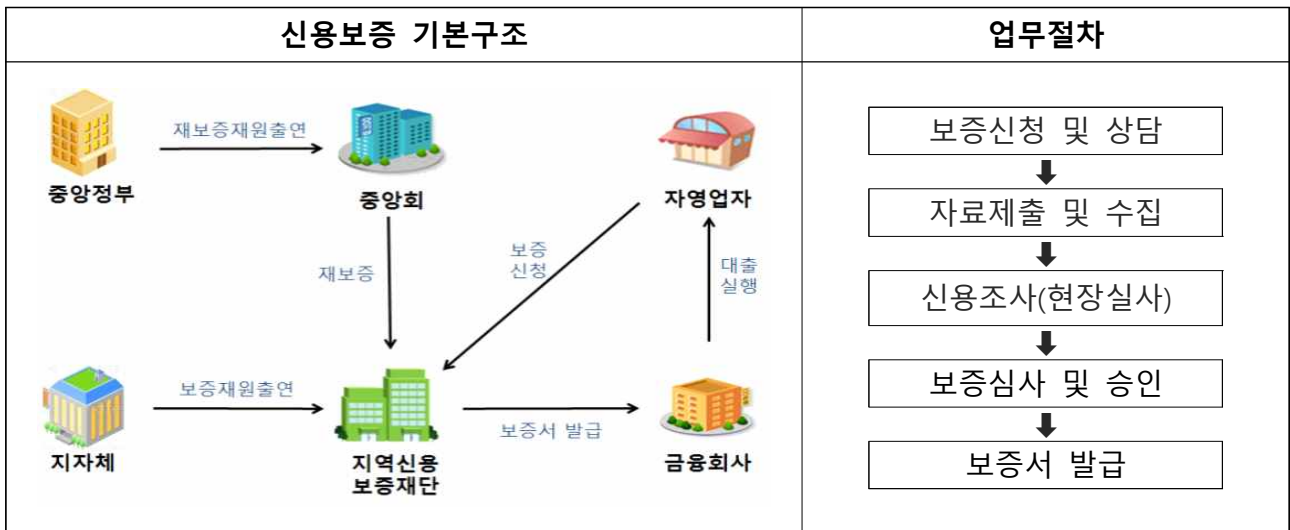 신용보증 기본구조
업무절차
재보증재원출연
중앙정부
중앙회
자영업자
재보증
보증
신청
대출
실행
보증재원출연
보증서 발급
지자체
지역신용
보증재단
금융회사
보증신청 및 상담
자료제출 및 수집
신용조사(현장실사)
보증심사 및 승인
보증서 발급